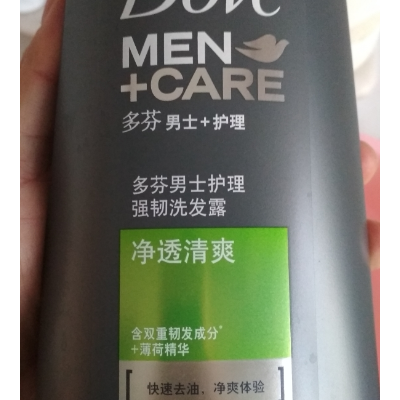 Dove
MEN
+CARE
多芬男士+护理
多芬男士护理
强韧洗发露
净透清爽
含双重韧发成分*
+薄荷精华
快速去油，净爽体验